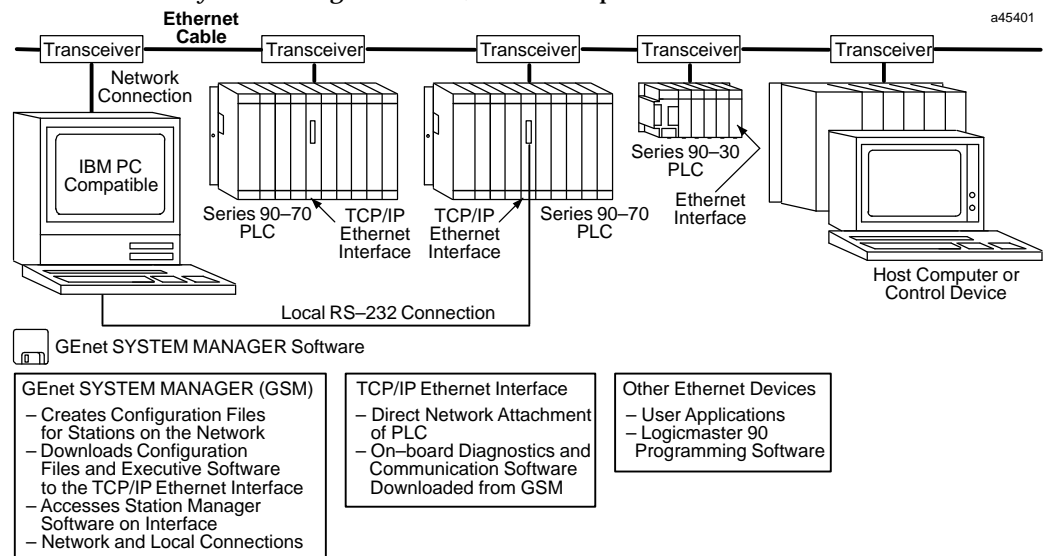 a45401
Ethernet
Cable
Transceiver
Transceiver
Transceiver
Transceiver
Transceiver
Network
Connection
IBM PC
Compatible
Series 90–70
PLC
TCP/IP
Ethernet
Interface
TCP/IP
Ethernet
Interface
Series 90–70
PLC
Series 90–30
PLC
Ethernet
Interface
Host Computer or
Control Device
Local RS–232 Connection
GEnet SYSTEM MANAGER Software
GEnet SYSTEM MANAGER (GSM)
– Creates Configuration Files
for Stations on the Network
– Downloads Configuration
Files and Executive Software
to the TCP/IP Ethernet Interface
– Accesses Station Manager
Software on Interface
– Network and Local Connections
TCP/IP Ethernet Interface
– Direct Network Attachment
of PLC
– On–board Diagnostics and
Communication Software
Downloaded from GSM
Other Ethernet Devices
– User Applications
– Logicmaster 90
Programming Software